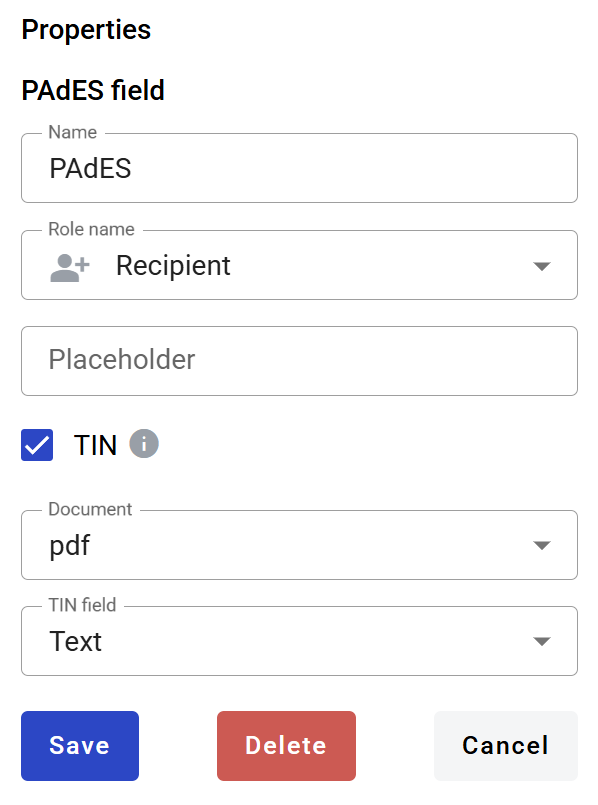 Properties
PAdES field
Name
PAdES
Role name
Recipient
Placeholder
TIN i
Document
pdf
TIN field
Text
Save Delete Cancel